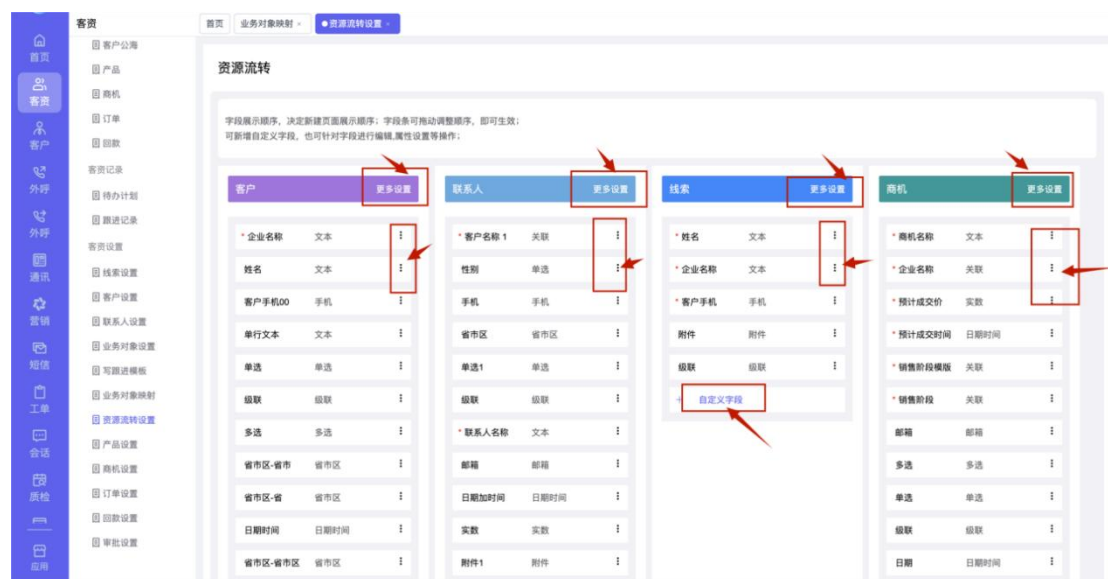 客资
首页
业务对象映射 ×
资源流转设置 ×
首页
客资
客户
外呼
外呼
通讯
营销
短信
工单
会话
质检
应用
客户公海
产品
商机
订单
回款
客资记录
待办计划
跟进记录
客资设置
线索设置
客户设置
联系人设置
业务对象设置
写跟进模板
业务对象映射
资源流转设置
产品设置
商机设置
订单设置
回款设置
审批设置
资源流转
字段展示顺序，决定新建页面展示顺序；字段条可拖动调整顺序，即可生效；
可新增自定义字段，也可针对字段进行编辑,属性设置等操作；
客户 更多设置
* 企业名称 文本
姓名 文本
客户手机00 手机
单行文本 文本
单选 单选
级联 级联
多选 多选
省市区-省市 省市区
省市区-省 省市区
日期时间 日期时间
省市区-省市区 省市区
联系人 更多设置
* 客户名称 1 关联
性别 单选
手机 手机
省市区 省市区
单选1 单选
级联 级联
* 联系人名称 文本
邮箱 邮箱
日期加时间 日期时间
实数 实数
附件1 附件
线索 更多设置
* 姓名 文本
* 企业名称 文本
* 客户手机 手机
附件 附件
级联 级联
+ 自定义字段
商机 更多设置
* 商机名称 文本
* 企业名称 关联
* 预计成交价 实数
* 预计成交时间 日期时间
* 销售阶段模版 关联
* 销售阶段 关联
邮箱 邮箱
多选 多选
单选 单选
级联 级联
日期 日期时间